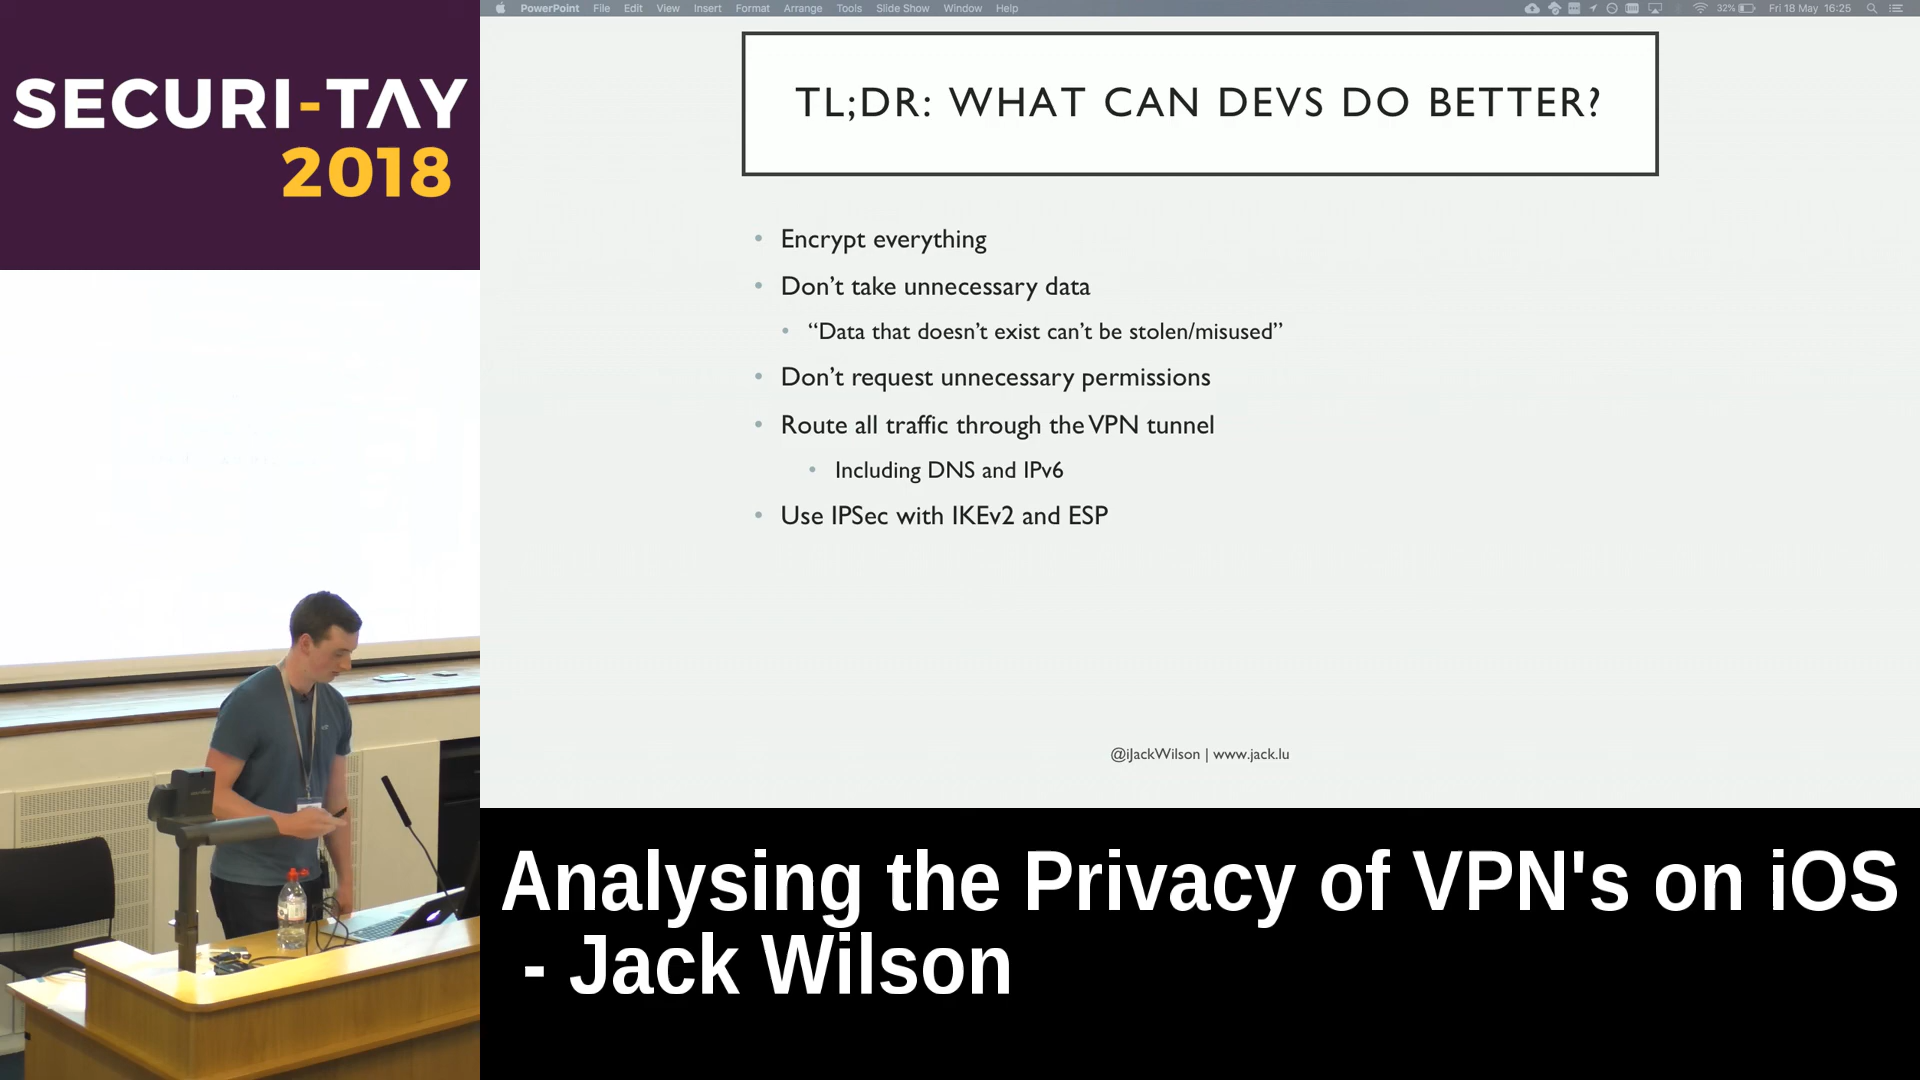 SECURI-TAY
2018
PowerPoint File Edit View Insert Format Arrange Tools Slide Show Window Help 32% Fri 18 May 16:25
TL;DR: WHAT CAN DEVS DO BETTER?
• Encrypt everything
• Don’t take unnecessary data
• “Data that doesn’t exist can’t be stolen/misused”
• Don’t request unnecessary permissions
• Route all traffic through the VPN tunnel
• Including DNS and IPv6
• Use IPSec with IKEv2 and ESP
@iJackWilson | www.jack.lu
Analysing the Privacy of VPN's on iOS
- Jack Wilson